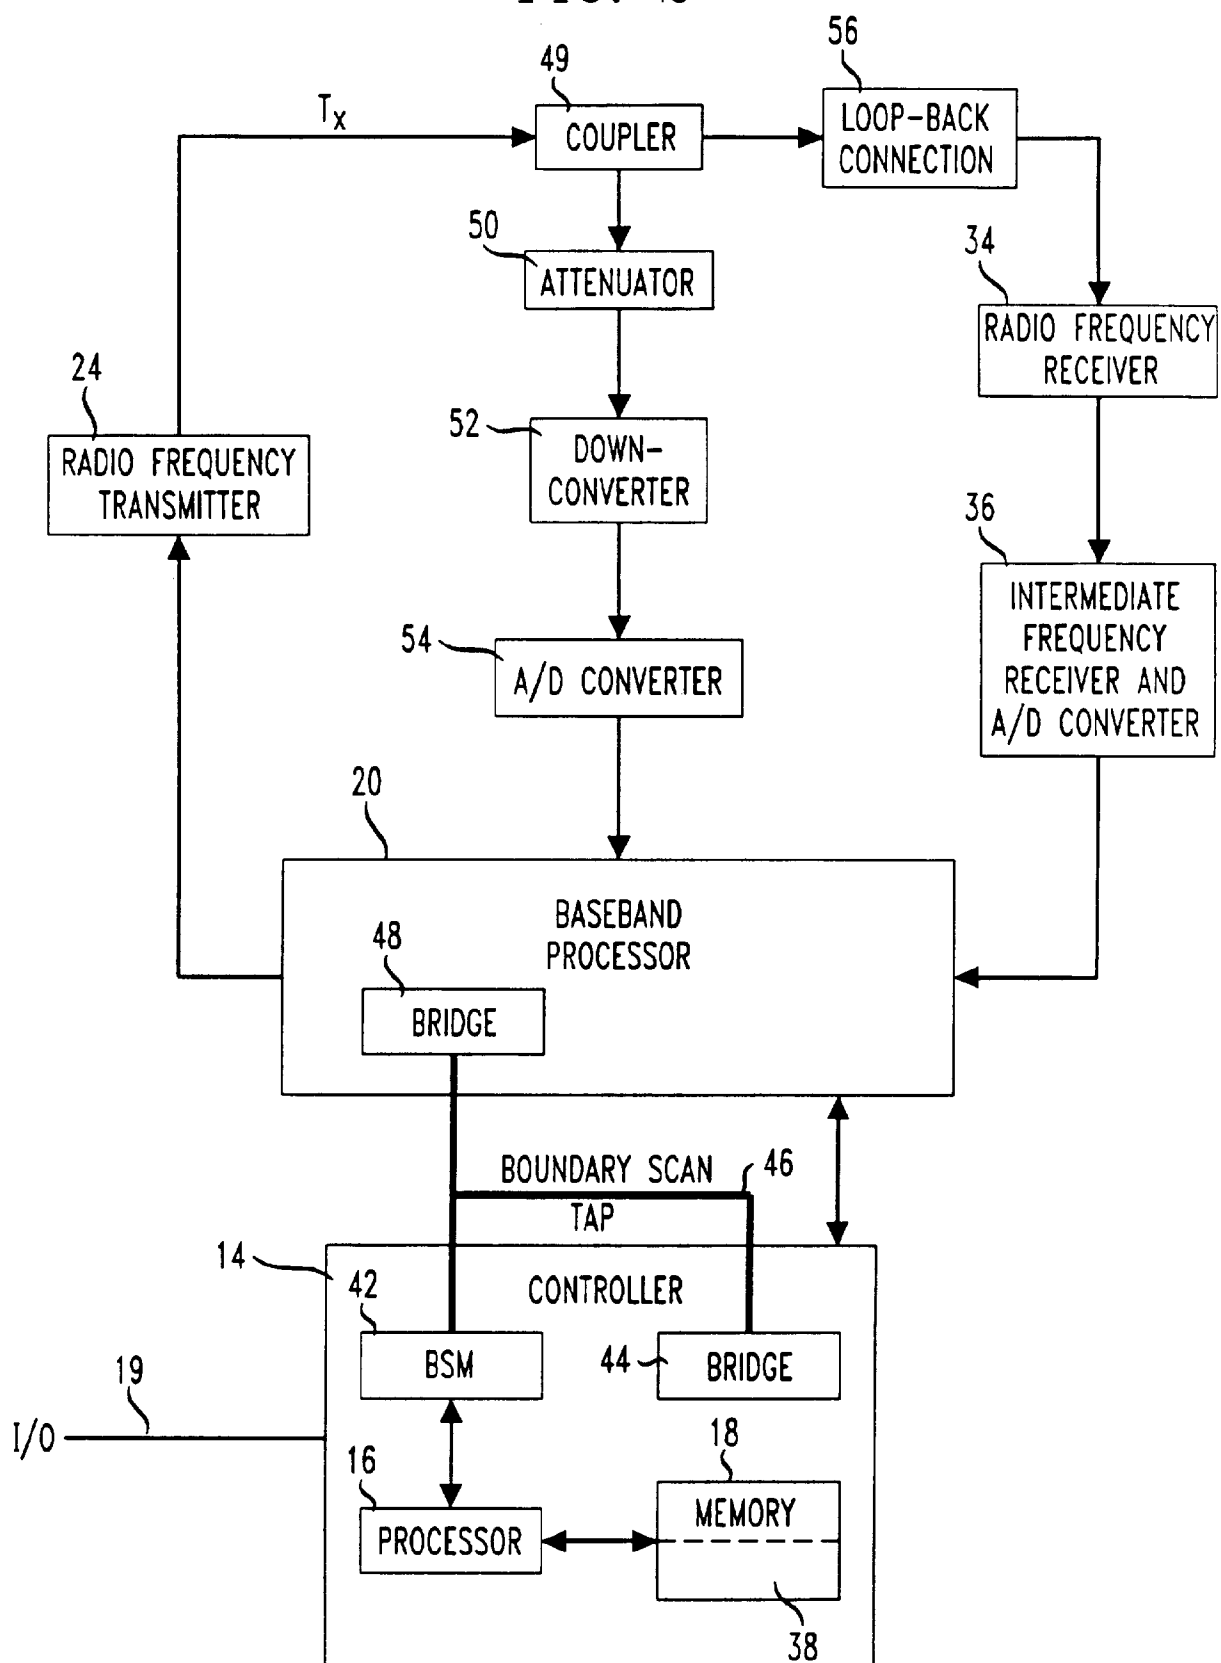 56
49
Tx
COUPLER
LOOP-BACK
CONNECTION
50
34
ATTENUATOR
RADIO FREQUENCY
RECEIVER
24
52
DOWN-
CONVERTER
RADIO FREQUENCY
TRANSMITTER
36
INTERMEDIATE
FREQUENCY
RECEIVER AND
A/D CONVERTER
54
A/D CONVERTER
20
BASEBAND
PROCESSOR
48
BRIDGE
BOUNDARY SCAN
46
TAP
14
CONTROLLER
42
BSM
44
BRIDGE
19
I/O
16
PROCESSOR
18
MEMORY
38